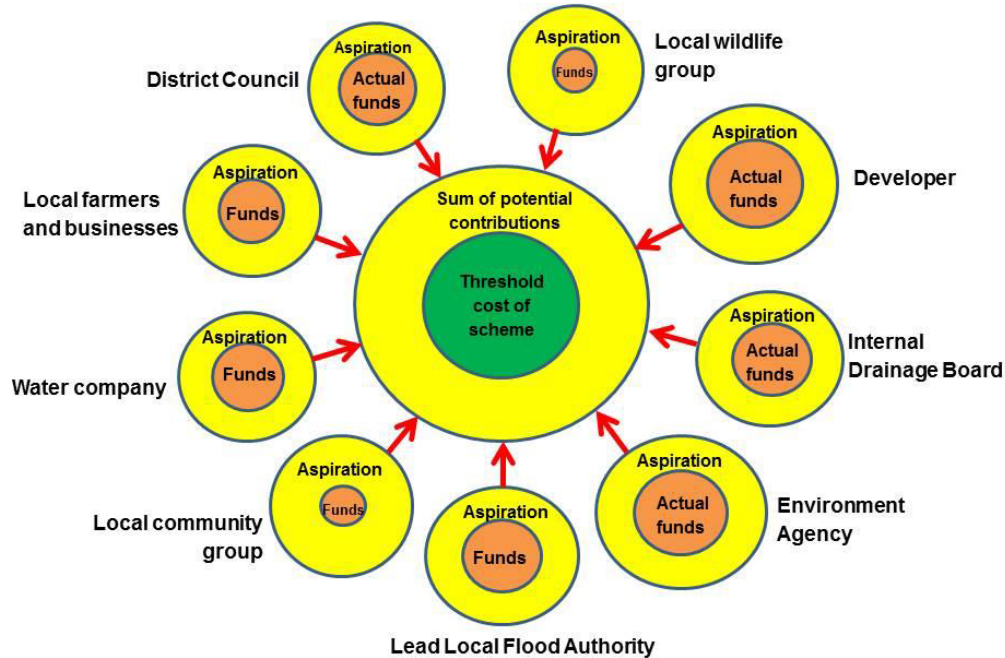 Aspiration
Actual
funds
District Council
Aspiration
Funds
Local wildlife
group
Aspiration
Actual
funds
Developer
Aspiration
Funds
Local farmers
and businesses
Sum of potential
contributions
Threshold
cost of
scheme
Aspiration
Actual
funds
Internal
Drainage Board
Aspiration
Funds
Water company
Aspiration
Funds
Local community
group
Aspiration
Funds
Lead Local Flood Authority
Aspiration
Actual
funds
Environment
Agency